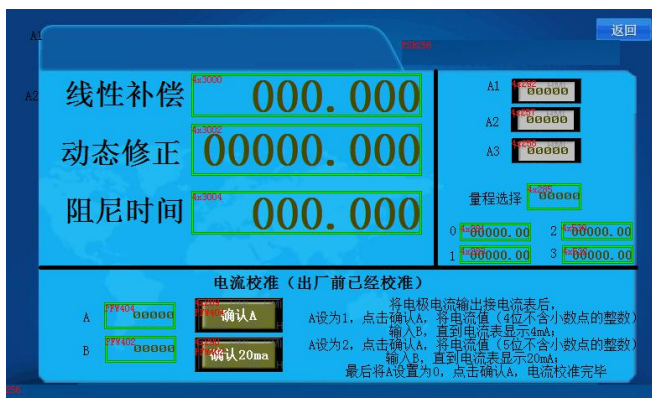 返回
A1
A2
线性补偿 4x3000 000.000
动态修正 4x3002 00000.000
阻尼时间 4x3004 000.000
A1 00000
A2 00000
A3 00000
量程选择 00000
0 00000.00 2 00000.00
1 00000.00 3 00000.00
电流校准（出厂前已经校准）
A PFW404 00000 确认A
B PFW402 00000 确认20ma
将电极电流输出接电流表后，
A设为1，点击确认A，将电流值（4位不含小数点的整数）
输入B，直到电流表显示4mA；
A设为2，点击确认A，将电流值（5位不含小数点的整数）
输入B，直到电流表显示20mA；
最后将A设置为0，点击确认A，电流校准完毕